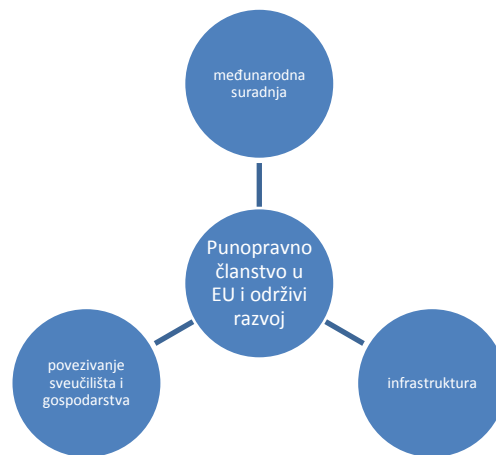 međunarodna
suradnja
Punopravno
članstvo u
EU i održivi
razvoj
povezivanje
sveučilišta i
gospodarstva
infrastruktura